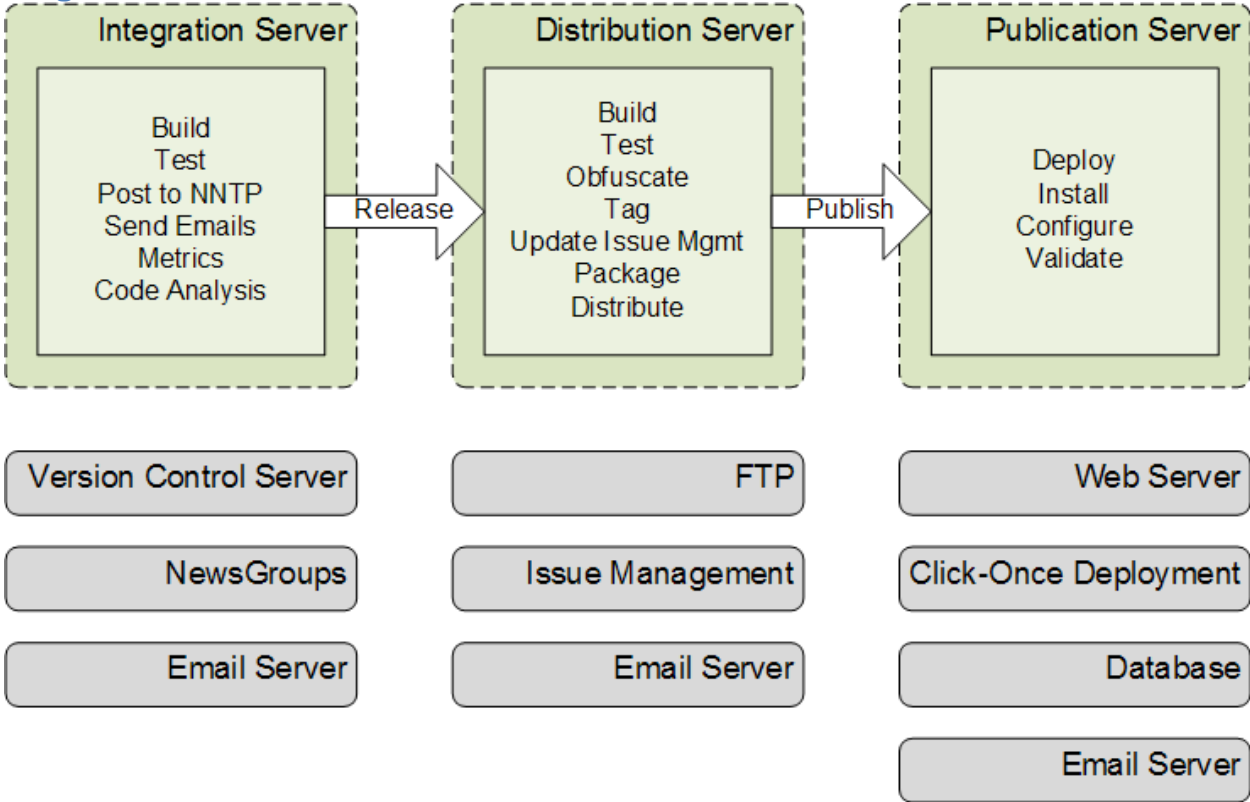 Integration Server
Build
Test
Post to NNTP
Send Emails
Metrics
Code Analysis
Release
Distribution Server
Build
Test
Obfuscate
Tag
Update Issue Mgmt
Package
Distribute
Publish
Publication Server
Deploy
Install
Configure
Validate
Version Control Server
NewsGroups
Email Server
FTP
Issue Management
Email Server
Web Server
Click-Once Deployment
Database
Email Server